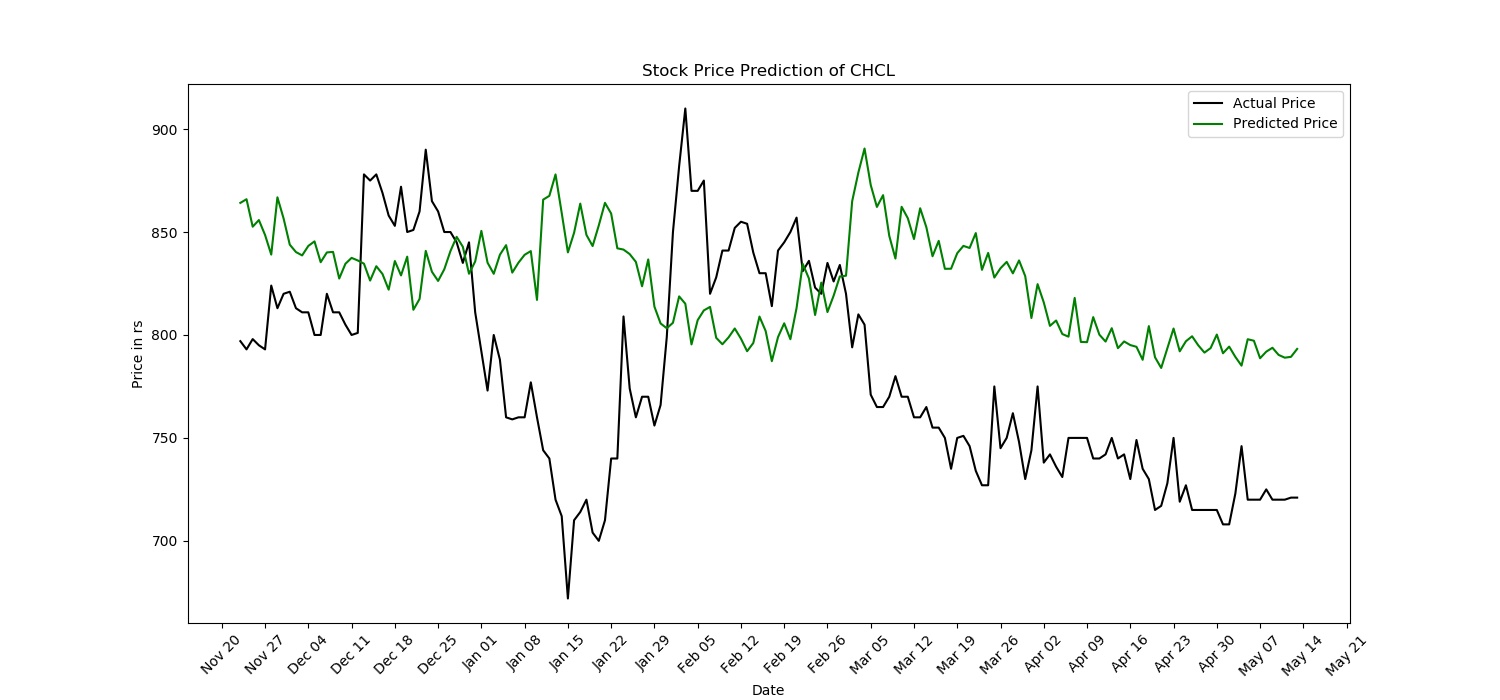 Stock Price Prediction of CHCL
Actual Price
Predicted Price
Price in rs
900
850
800
750
700
Nov 20
Nov 27
Dec 04
Dec 11
Dec 18
Dec 25
Jan 01
Jan 08
Jan 15
Jan 22
Jan 29
Feb 05
Feb 12
Feb 19
Feb 26
Mar 05
Mar 12
Mar 19
Mar 26
Apr 02
Apr 09
Apr 16
Apr 23
Apr 30
May 07
May 14
May 21
Date